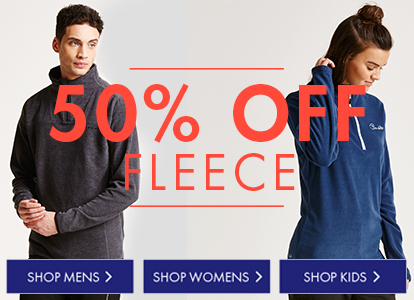 50% OFF
FLEECE
SHOP MENS >
SHOP WOMENS >
SHOP KIDS >